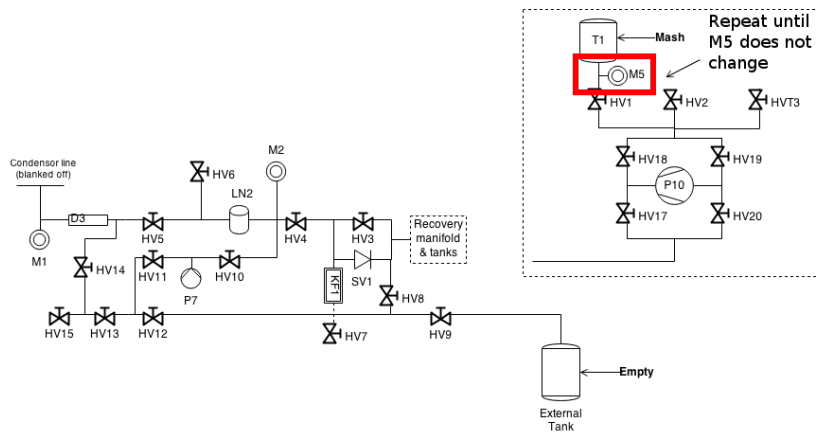 T1
Mash
Repeat until
M5 does not
change
M5
HV1
HV2
HVT3
HV18
HV19
P10
HV17
HV20
M2
HV6
Condensor line
(blanked off)
LN2
D3
M1
HV5
HV4
HV3
Recovery
manifold
& tanks
HV14
HV11
HV10
SV1
P7
KF1
HV8
HV15
HV13
HV12
HV7
HV9
Empty
External
Tank